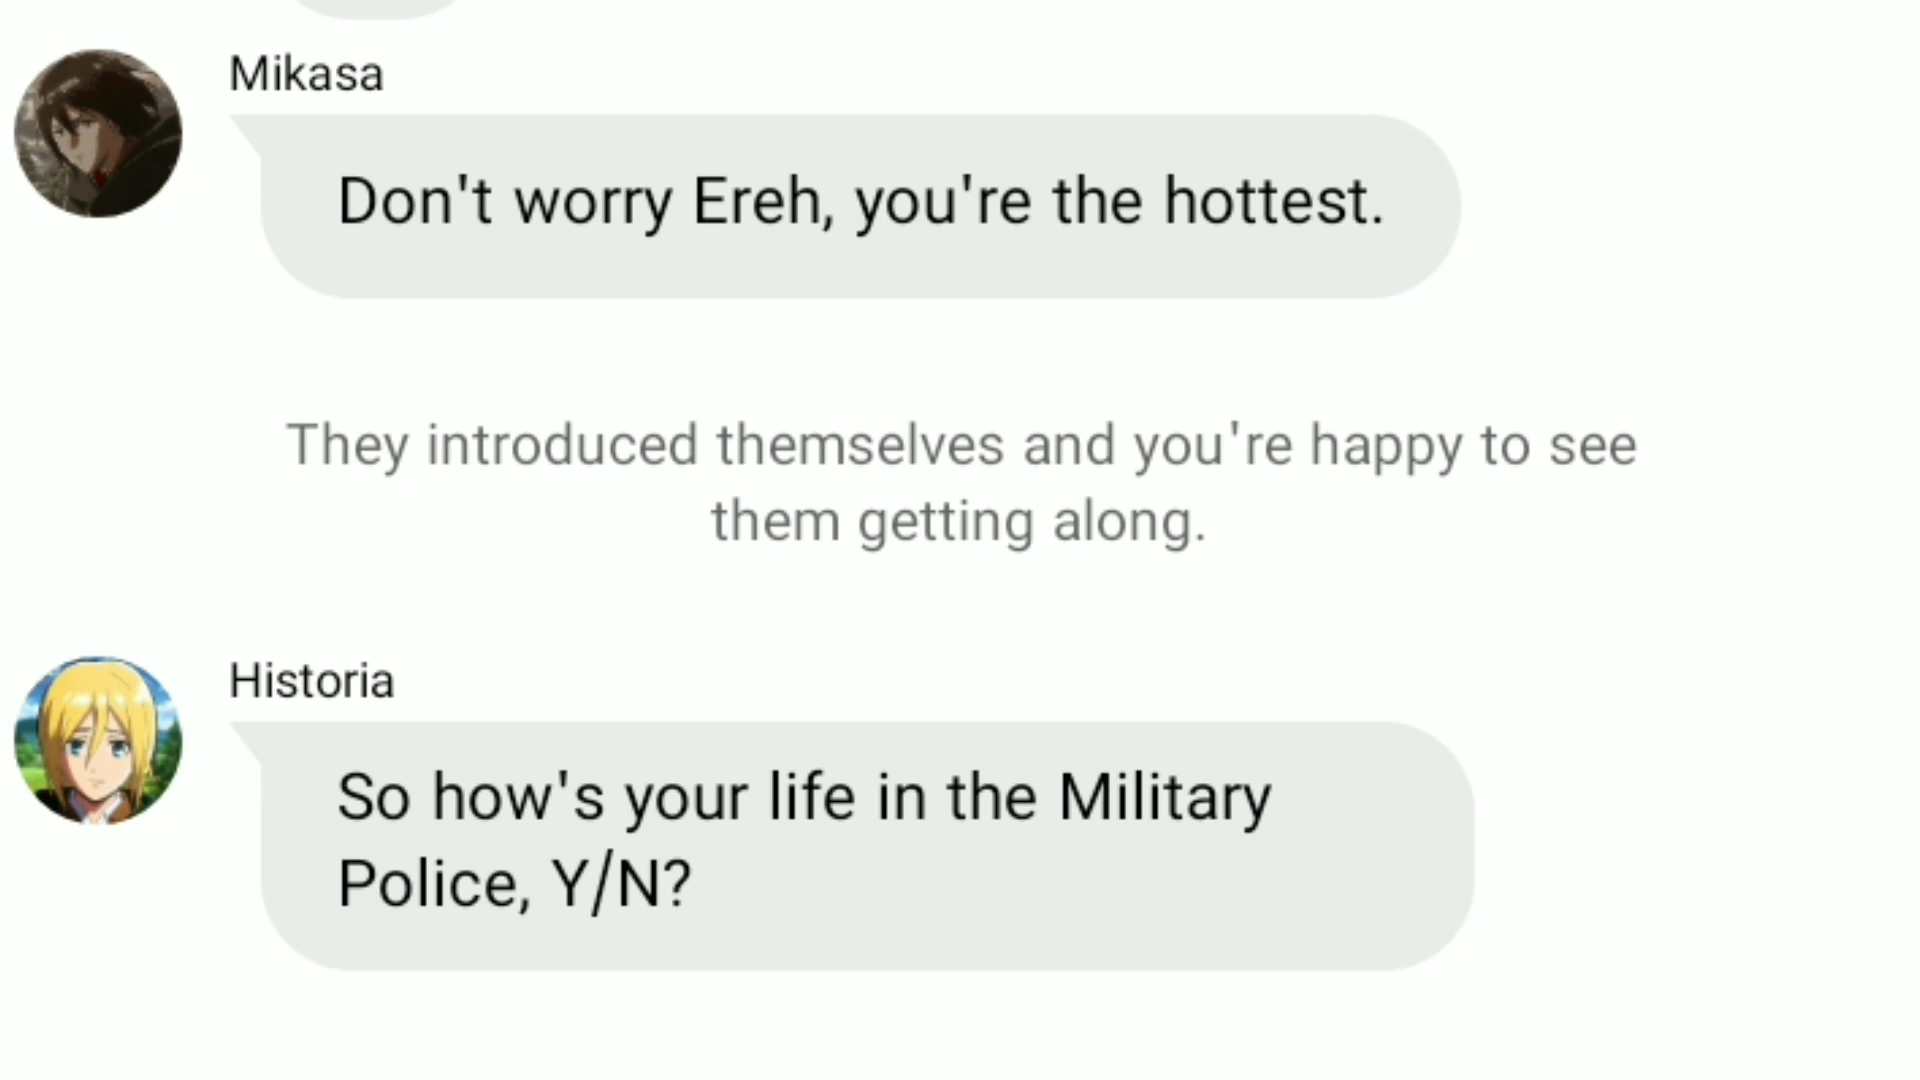 Mikasa
Don't worry Ereh, you're the hottest.
They introduced themselves and you're happy to see
them getting along.
Historia
So how's your life in the Military
Police, Y/N?